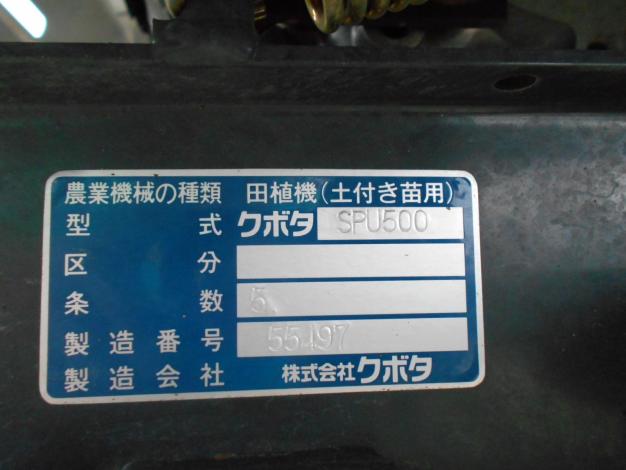 農業機械の種類 田植機(土付き苗用)
型式 クボタ SPU500
区分
条数 5
製造番号 55497
製造会社 株式会社クボタ